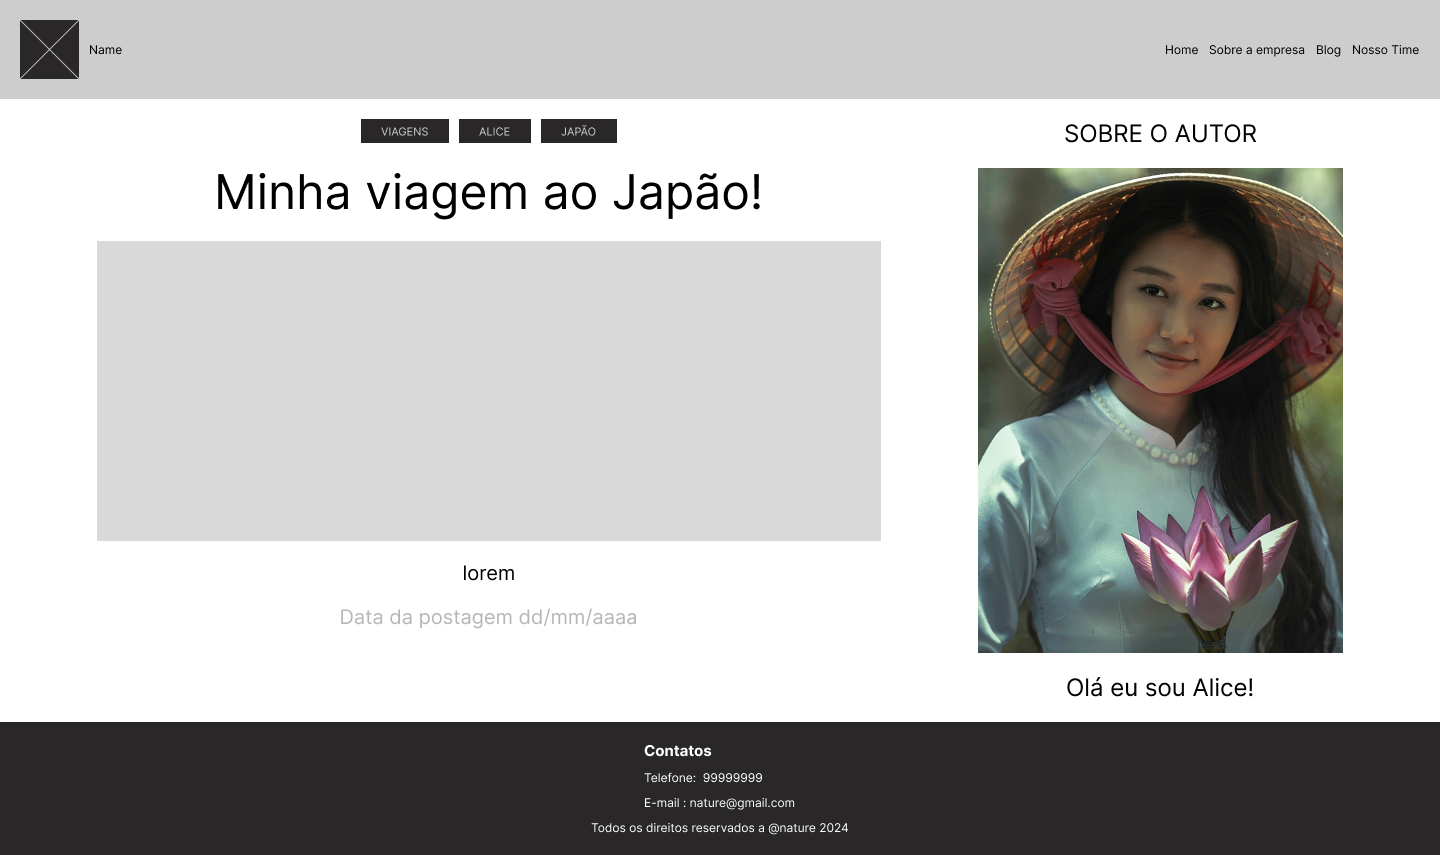 Name
Home Sobre a empresa Blog Nosso Time
VIAGENS ALICE JAPÃO
Minha viagem ao Japão!
lorem
Data da postagem dd/mm/aaaa
SOBRE O AUTOR
Olá eu sou Alice!
Contatos
Telefone: 99999999
E-mail : nature@gmail.com
Todos os direitos reservados a @nature 2024